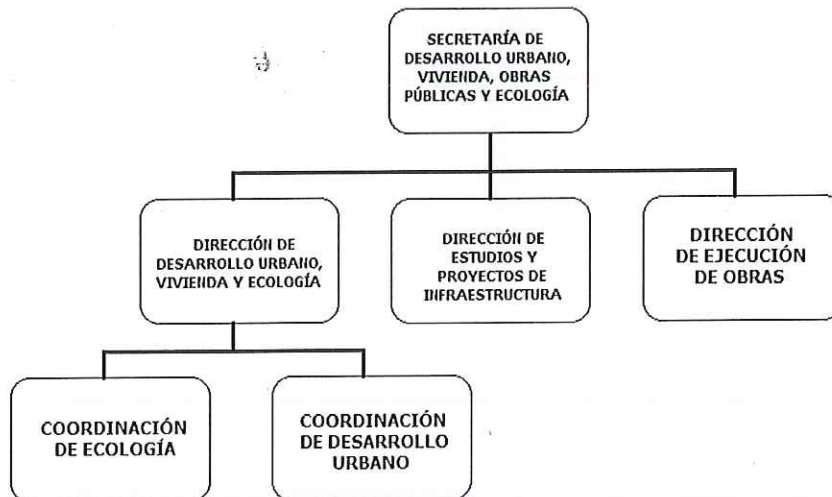 SECRETARÍA DE
DESARROLLO URBANO,
VIVIENDA, OBRAS
PÚBLICAS Y ECOLOGÍA
DIRECCIÓN DE
DESARROLLO URBANO,
VIVIENDA Y ECOLOGÍA
DIRECCIÓN DE
ESTUDIOS Y
PROYECTOS DE
INFRAESTRUCTURA
DIRECCIÓN
DE EJECUCIÓN
DE OBRAS
COORDINACIÓN
DE ECOLOGÍA
COORDINACIÓN
DE DESARROLLO
URBANO